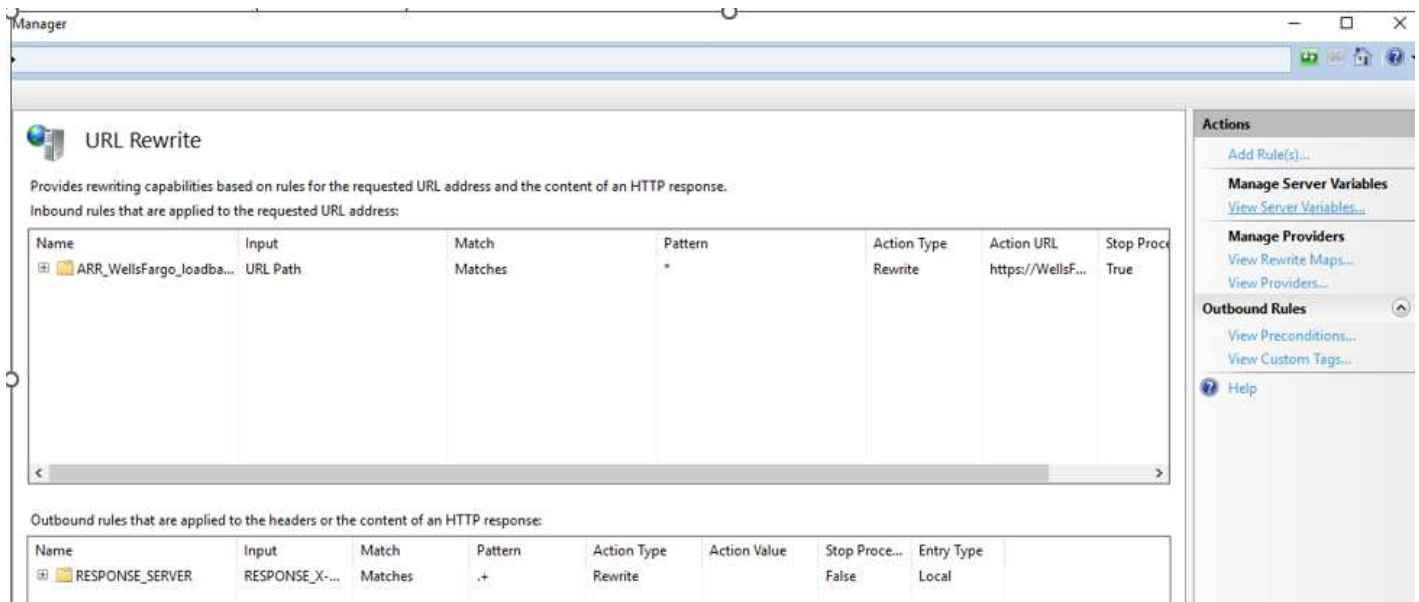 Manager
URL Rewrite
Provides rewriting capabilities based on rules for the requested URL address and the content of an HTTP response.
Inbound rules that are applied to the requested URL address:
Name Input Match Pattern Action Type Action URL Stop Proce
ARR_WellsFargo_loadba... URL Path Matches * Rewrite https://WellsF... True
Outbound rules that are applied to the headers or the content of an HTTP response:
Name Input Match Pattern Action Type Action Value Stop Proce... Entry Type
RESPONSE_SERVER RESPONSE_X-... Matches .+ Rewrite False Local
Actions
Add Rule(s)...
Manage Server Variables
View Server Variables...
Manage Providers
View Rewrite Maps...
View Providers...
Outbound Rules
View Preconditions...
View Custom Tags...
Help